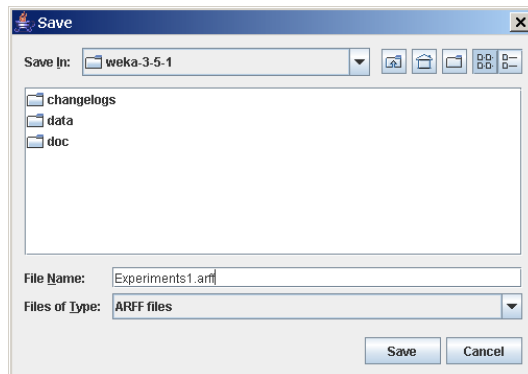 Save
Save In: weka-3-5-1
changelogs
data
doc
File Name: Experiments1.arff
Files of Type: ARFF files
Save Cancel